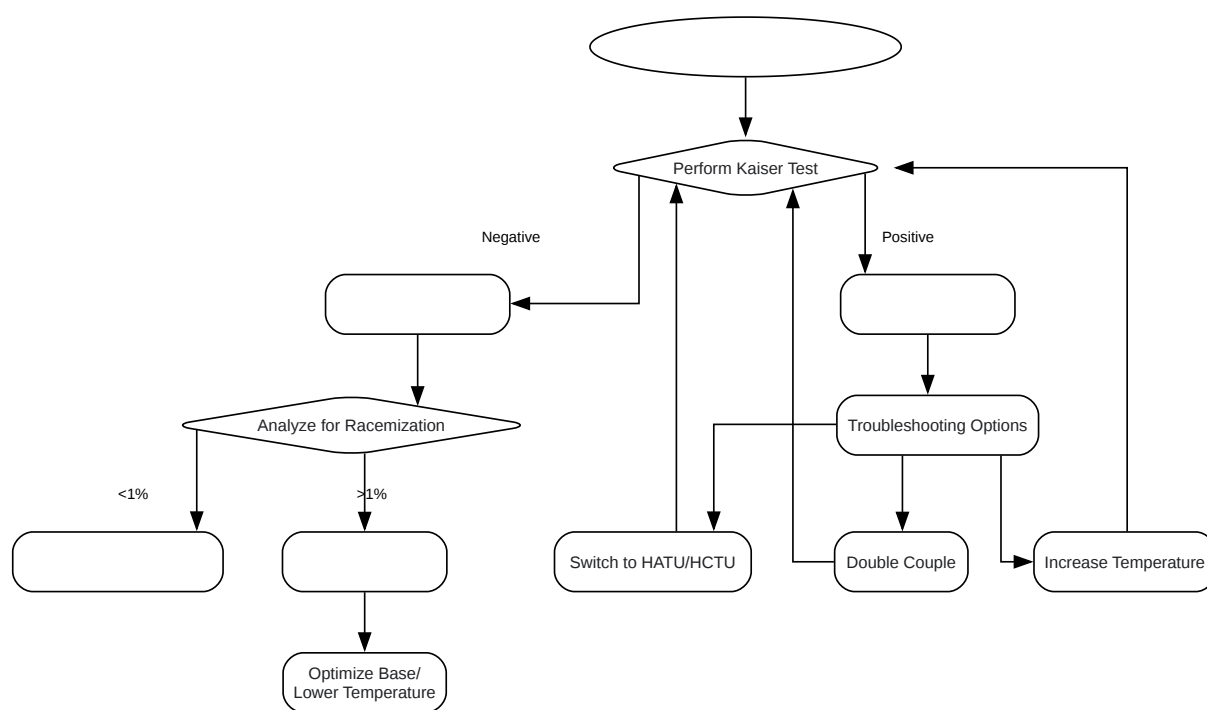 Perform Kaiser Test
Negative
Positive
Analyze for Racemization
Troubleshooting Options
<1%
>1%
Switch to HATU/HCTU
Double Couple
Increase Temperature
Optimize Base/
Lower Temperature